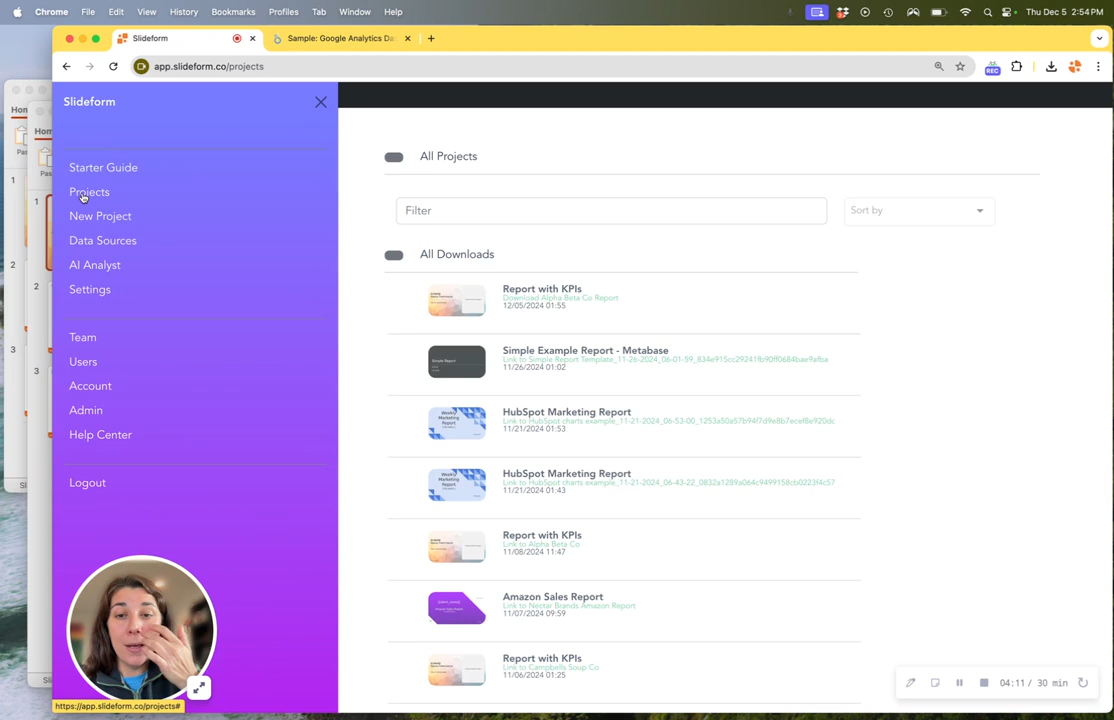 Chrome File Edit View History Bookmarks Profiles Tab Window Help Thu Dec 5 2:54 PM
Slideform Sample: Google Analytics Da
app.slideform.co/projects REC
Slideform
Starter Guide
Projects
New Project
Data Sources
AI Analyst
Settings
Team
Users
Account
Admin
Help Center
Logout
https://app.slideform.co/projects#
All Projects
Filter Sort by
All Downloads
Report with KPIs
Download Alpha Beta Co Report
12/05/2024 01:55
Simple Example Report - Metabase
Link to Simple Report Template_11-26-2024_06-01-59_834e915cc29241fb90ff0684bae9afba
11/26/2024 01:02
HubSpot Marketing Report
Link to HubSpot charts example_11-21-2024_06-53-00_1253a50a57b94f7d9e8b7ecef8e920dc
11/21/2024 01:53
HubSpot Marketing Report
Link to HubSpot charts example_11-21-2024_06-43-22_0832a1289a064c9499158cb0223f4c57
11/21/2024 01:43
Report with KPIs
Link to Alpha Beta Co
11/08/2024 11:47
Amazon Sales Report
Link to Nectar Brands Amazon Report
11/07/2024 09:59
Report with KPIs
Link to Campbells Soup Co
11/06/2024 01:25
04:11 / 30 min